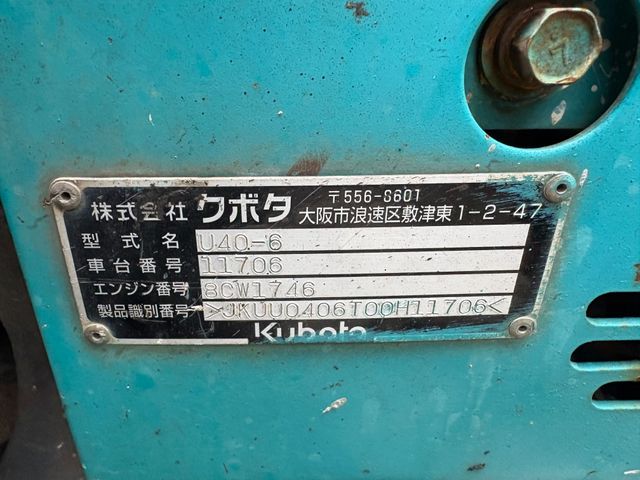 〒556-8601
株式会社 クボタ 大阪市浪速区敷津東1-2-47
型式名 U40-6
車台番号 11706
エンジン番号 8CW1746
製品識別番号 >JKUU0406T00H11706<
Kubota
7